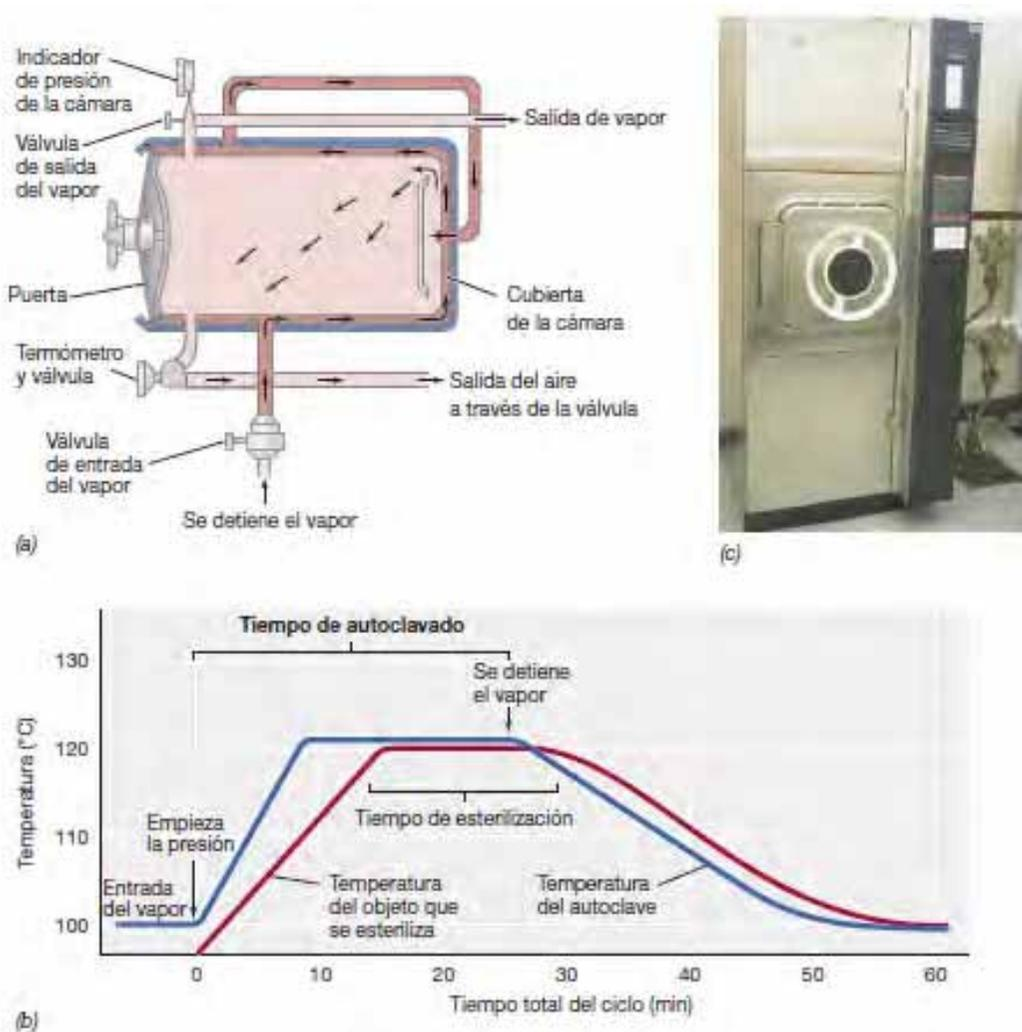 Indicador
de presión
de la cámara
Válvula
de salida
del vapor
Puerta
Termómetro
y válvula
Válvula
de entrada
del vapor
Se detiene el vapor
Salida de vapor
Cubierta
de la cámara
Salida del aire
a través de la válvula
(a)
(c)
Tiempo de autoclavado
Se detiene
el vapor
Tiempo de esterilización
Empieza
la presión
Entrada
del vapor
Temperatura
del objeto que
se esteriliza
Temperatura
del autoclave
Temperatura (°C)
130
120
110
100
0 10 20 30 40 50 60
Tiempo total del ciclo (min)
(b)